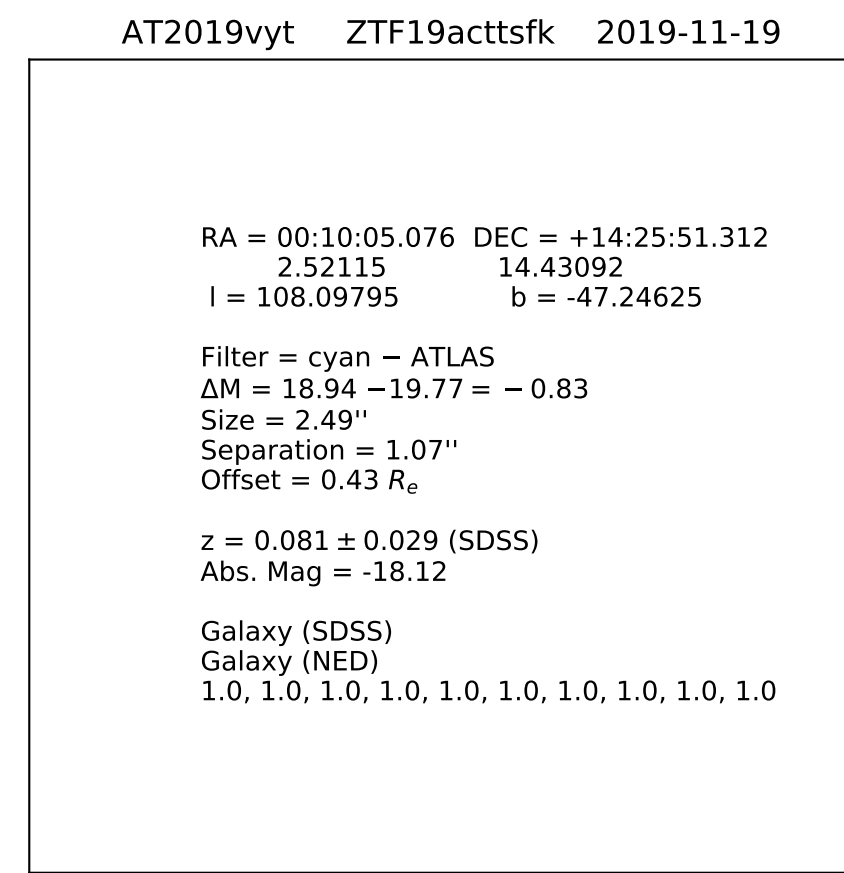 AT2019vyt ZTF19acttsfk 2019-11-19
RA = 00:10:05.076 DEC = +14:25:51.312
2.52115 14.43092
l = 108.09795 b = -47.24625
Filter = cyan − ATLAS
ΔM = 18.94 −19.77 = − 0.83
Size = 2.49''
Separation = 1.07''
Offset = 0.43 Re
z = 0.081 ± 0.029 (SDSS)
Abs. Mag = -18.12
Galaxy (SDSS)
Galaxy (NED)
1.0, 1.0, 1.0, 1.0, 1.0, 1.0, 1.0, 1.0, 1.0, 1.0